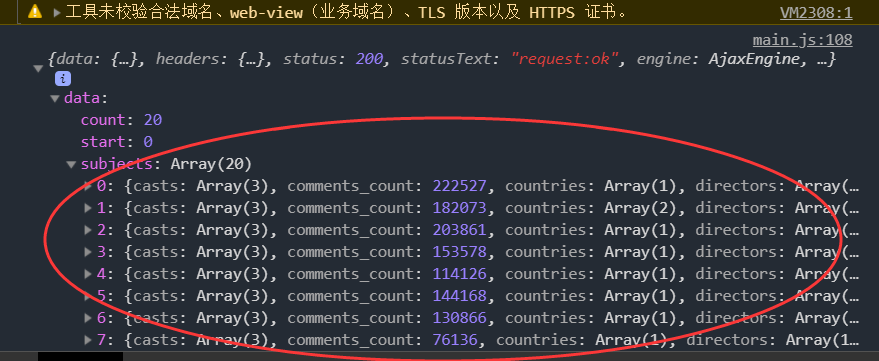 工具未校验合法域名、web-view（业务域名）、TLS 版本以及 HTTPS 证书。 VM2308:1
main.js:108
{data: {…}, headers: {…}, status: 200, statusText: "request:ok", engine: AjaxEngine, …}
i
data:
count: 20
start: 0
subjects: Array(20)
0: {casts: Array(3), comments_count: 222527, countries: Array(1), directors: Array(…
1: {casts: Array(3), comments_count: 182073, countries: Array(2), directors: Array(…
2: {casts: Array(3), comments_count: 203861, countries: Array(1), directors: Array(…
3: {casts: Array(3), comments_count: 153578, countries: Array(1), directors: Array(…
4: {casts: Array(3), comments_count: 114126, countries: Array(1), directors: Array(…
5: {casts: Array(3), comments_count: 144168, countries: Array(1), directors: Array(…
6: {casts: Array(3), comments_count: 130866, countries: Array(1), directors: Array(…
7: {casts: Array(3), comments_count: 76136, countries: Array(1), directors: Array(1…